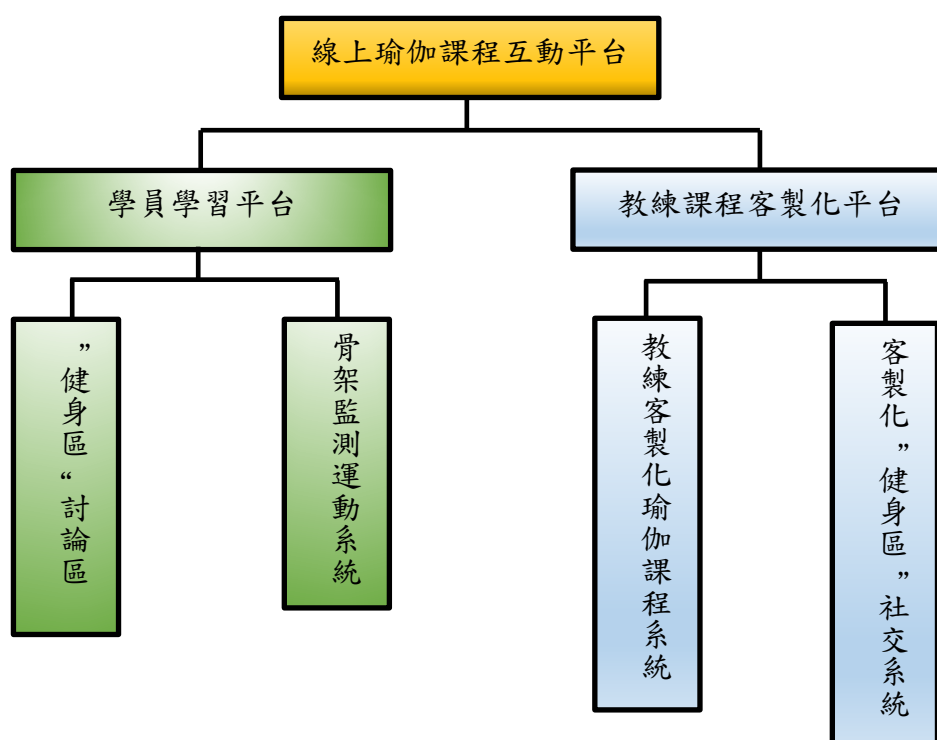 線上瑜伽課程互動平台
學員學習平台
教練課程客製化平台
”健身區“討論區
骨架監測運動系統
教練客製化瑜伽課程系統
客製化”健身區”社交系統